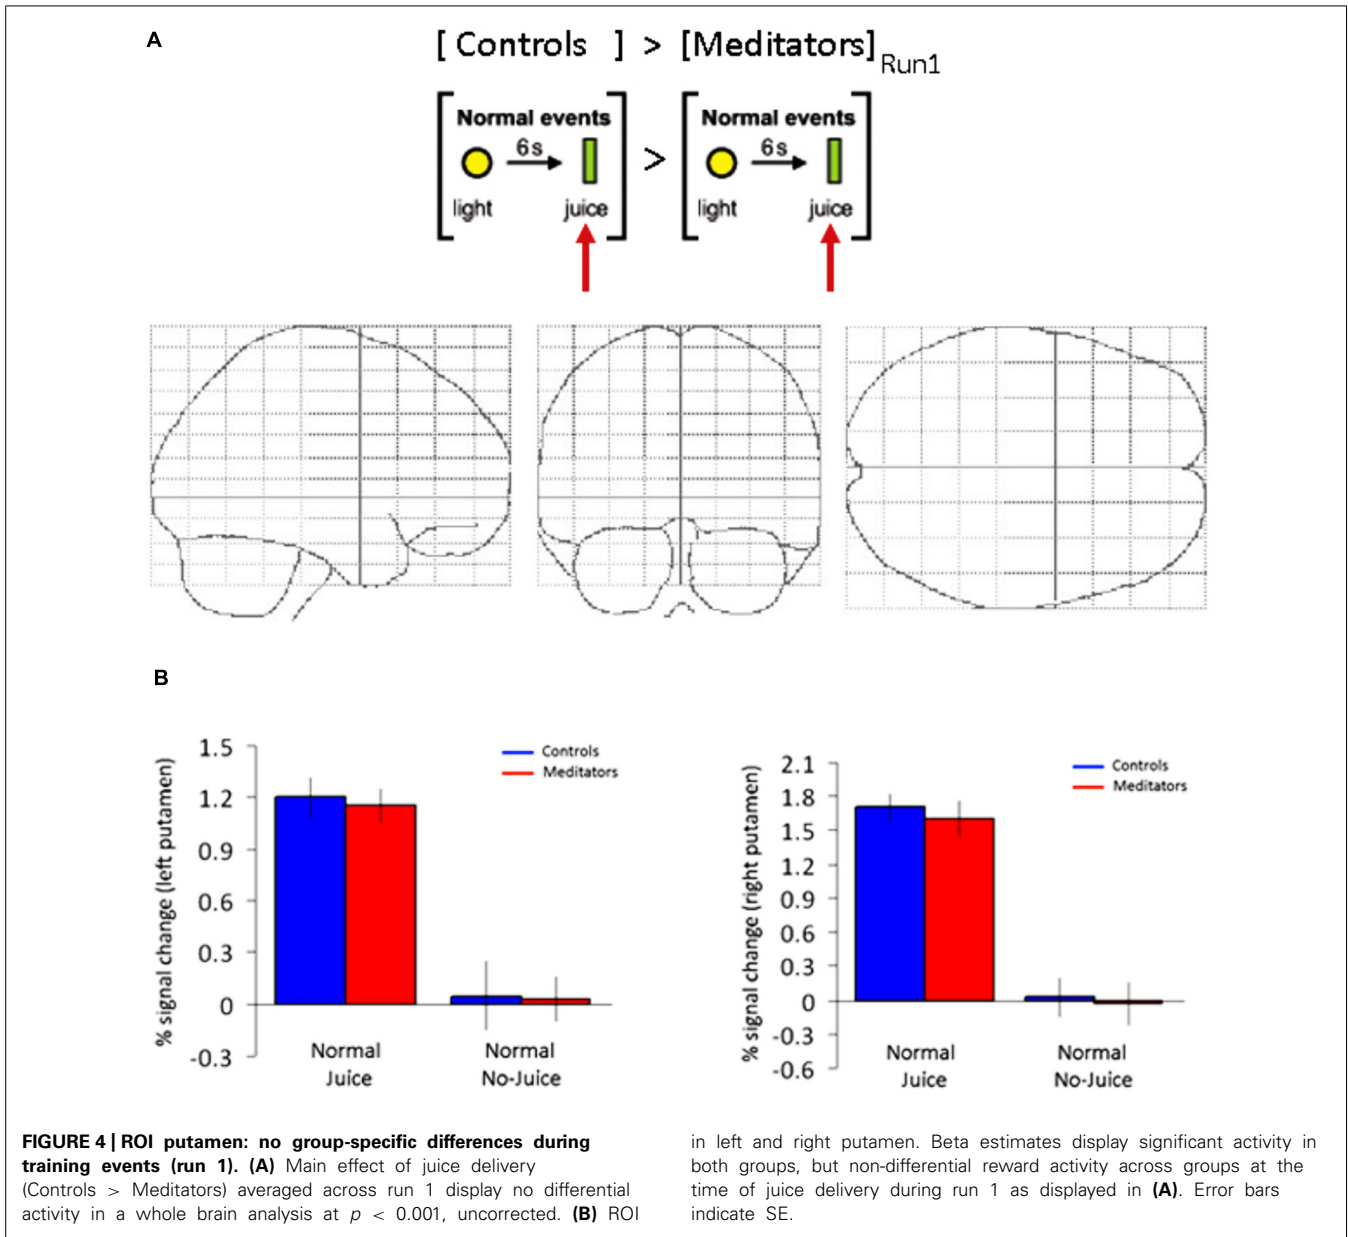 A
[ Controls ] > [Meditators] Run1
Normal events
6 s
light juice
>
Normal events
6 s
light juice
B
% signal change (left putamen)
1.5
1.2
0.9
0.6
0.3
0
-0.3
Controls
Meditators
Normal Juice
Normal No-Juice
% signal change (right putamen)
2.1
1.8
1.5
1.2
0.9
0.6
0.3
0
-0.3
-0.6
Controls
Meditators
Normal Juice
Normal No-Juice
FIGURE 4 | ROI putamen: no group-specific differences during
training events (run 1). (A) Main effect of juice delivery
(Controls > Meditators) averaged across run 1 display no differential
activity in a whole brain analysis at p < 0.001, uncorrected. (B) ROI
in left and right putamen. Beta estimates display significant activity in
both groups, but non-differential reward activity across groups at the
time of juice delivery during run 1 as displayed in (A). Error bars
indicate SE.